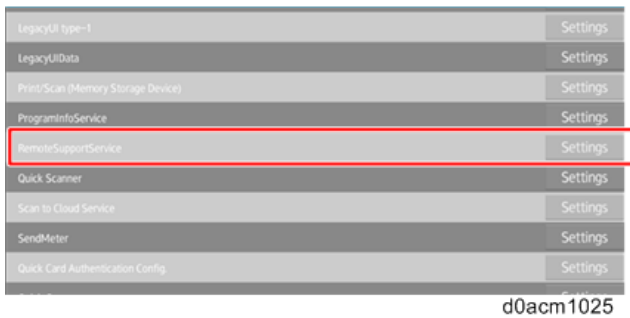 LegacyUI type-1 Settings
LegacyUIData Settings
Print/Scan (Memory Storage Device) Settings
ProgramInfoService Settings
RemoteSupportService Settings
Quick Scanner Settings
Scan to Cloud Service Settings
SendMeter Settings
Quick Card Authentication Config. Settings
d0acm1025